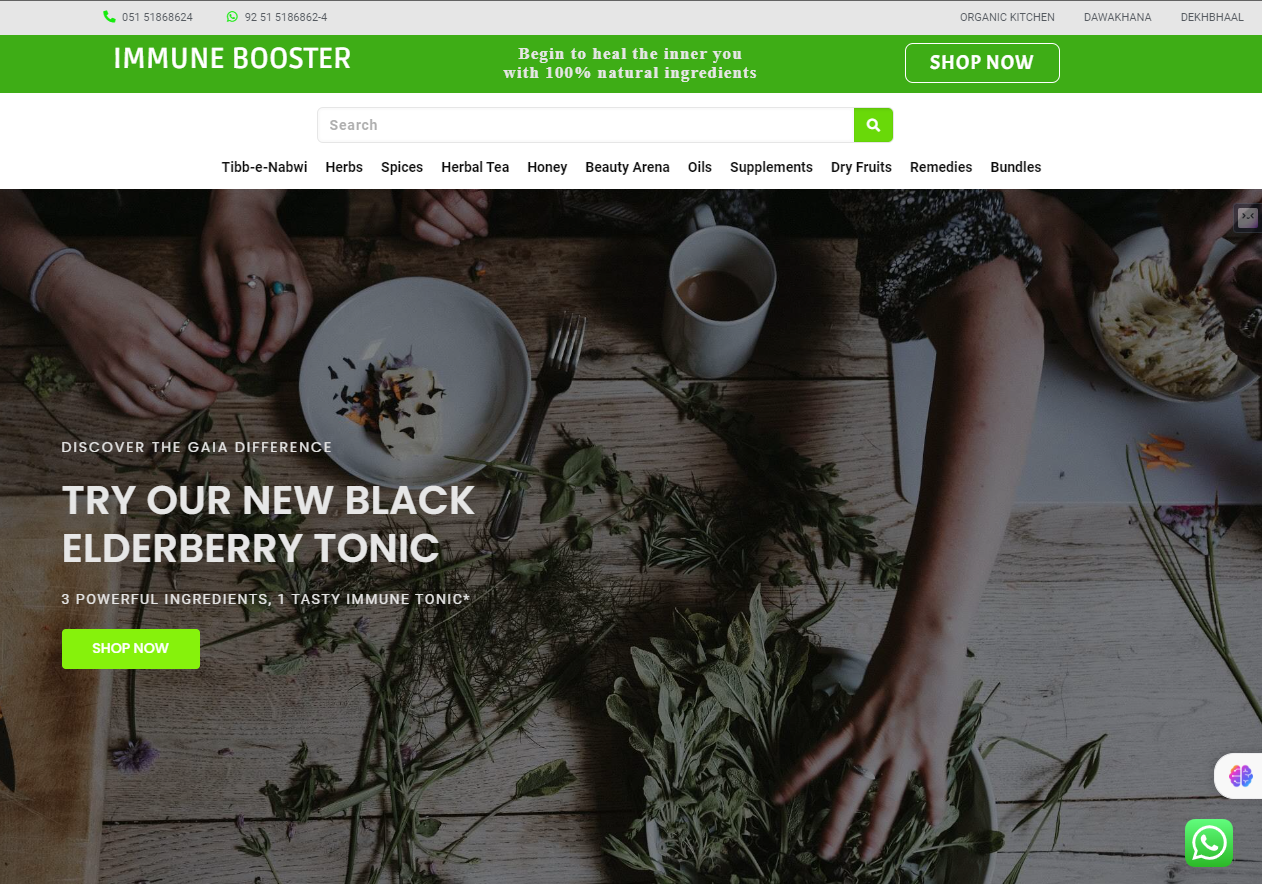 051 51868624
92 51 5186862-4
ORGANIC KITCHEN
DAWAKHANA
DEKHBHAAL
IMMUNE BOOSTER
Begin to heal the inner you
with 100% natural ingredients
SHOP NOW
Search
Tibb-e-Nabwi
Herbs
Spices
Herbal Tea
Honey
Beauty Arena
Oils
Supplements
Dry Fruits
Remedies
Bundles
DISCOVER THE GAIA DIFFERENCE
TRY OUR NEW BLACK
ELDERBERRY TONIC
3 POWERFUL INGREDIENTS, 1 TASTY IMMUNE TONIC*
SHOP NOW